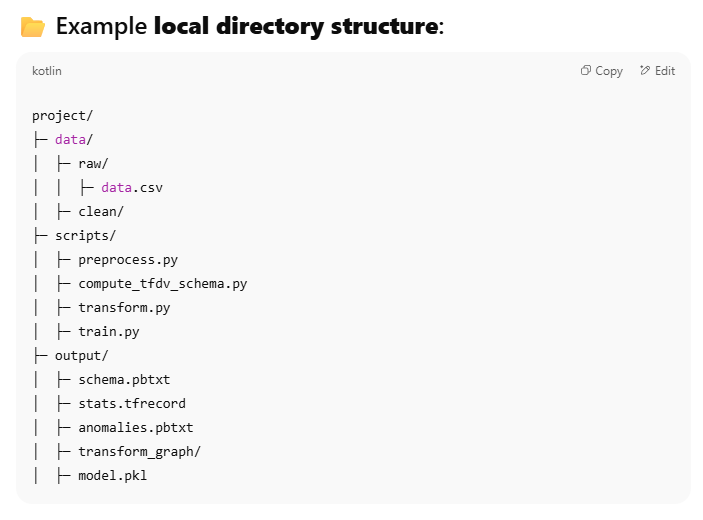 📂 Example local directory structure:
kotlin Copy Edit
project/
├─ data/
│  ├─ raw/
│  │  ├─ data.csv
│  ├─ clean/
├─ scripts/
│  ├─ preprocess.py
│  ├─ compute_tfdv_schema.py
│  ├─ transform.py
│  ├─ train.py
├─ output/
│  ├─ schema.pbtxt
│  ├─ stats.tfrecord
│  ├─ anomalies.pbtxt
│  ├─ transform_graph/
│  ├─ model.pkl